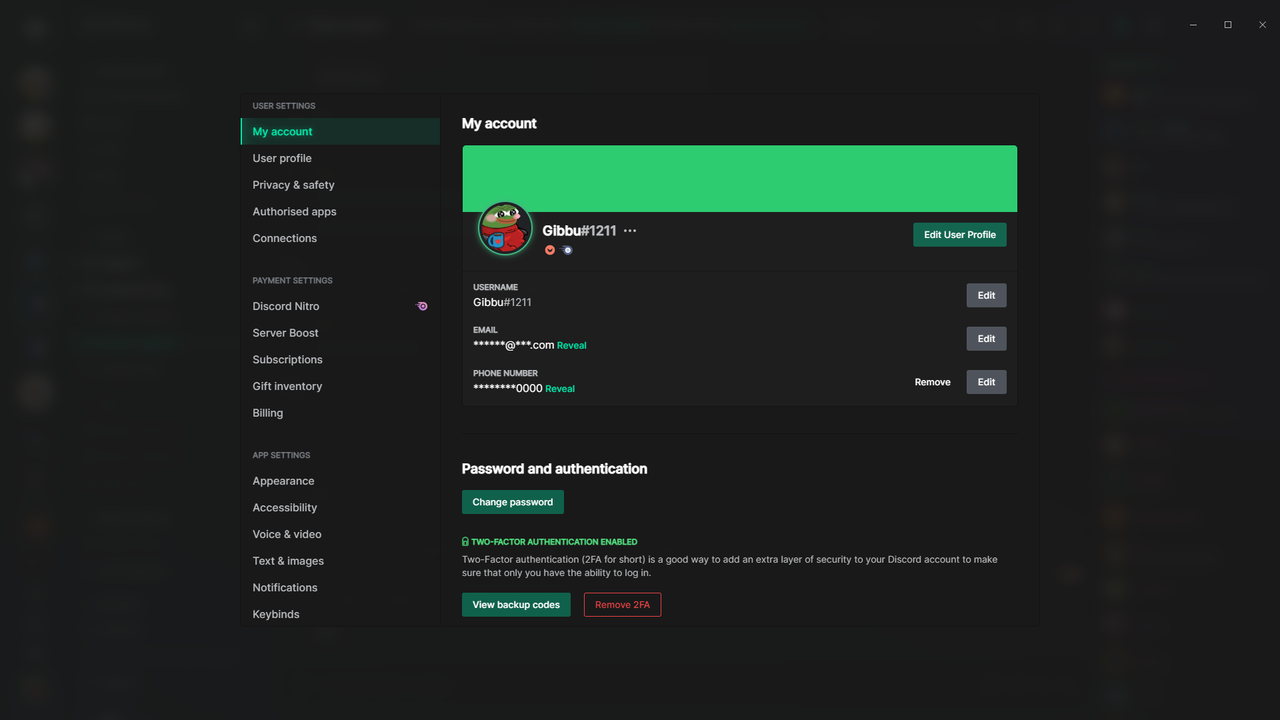 USER SETTINGS
My account
User profile
Privacy & safety
Authorised apps
Connections
PAYMENT SETTINGS
Discord Nitro
Server Boost
Subscriptions
Gift inventory
Billing
APP SETTINGS
Appearance
Accessibility
Voice & video
Text & images
Notifications
Keybinds
My account
Gibbu#1211
Edit User Profile
USERNAME
Gibbu#1211
Edit
EMAIL
******@***.com Reveal
Edit
PHONE NUMBER
********0000 Reveal
Remove
Edit
Password and authentication
Change password
TWO-FACTOR AUTHENTICATION ENABLED
Two-Factor authentication (2FA for short) is a good way to add an extra layer of security to your Discord account to make
sure that only you have the ability to log in.
View backup codes
Remove 2FA